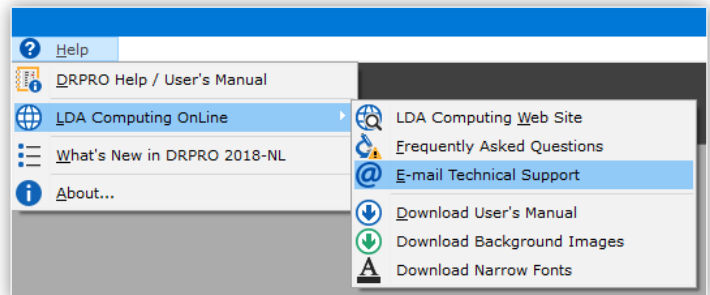 Help
DRPRO Help / User's Manual
LDA Computing OnLine
What's New in DRPRO 2018-NL
About...
LDA Computing Web Site
Frequently Asked Questions
E-mail Technical Support
Download User's Manual
Download Background Images
Download Narrow Fonts